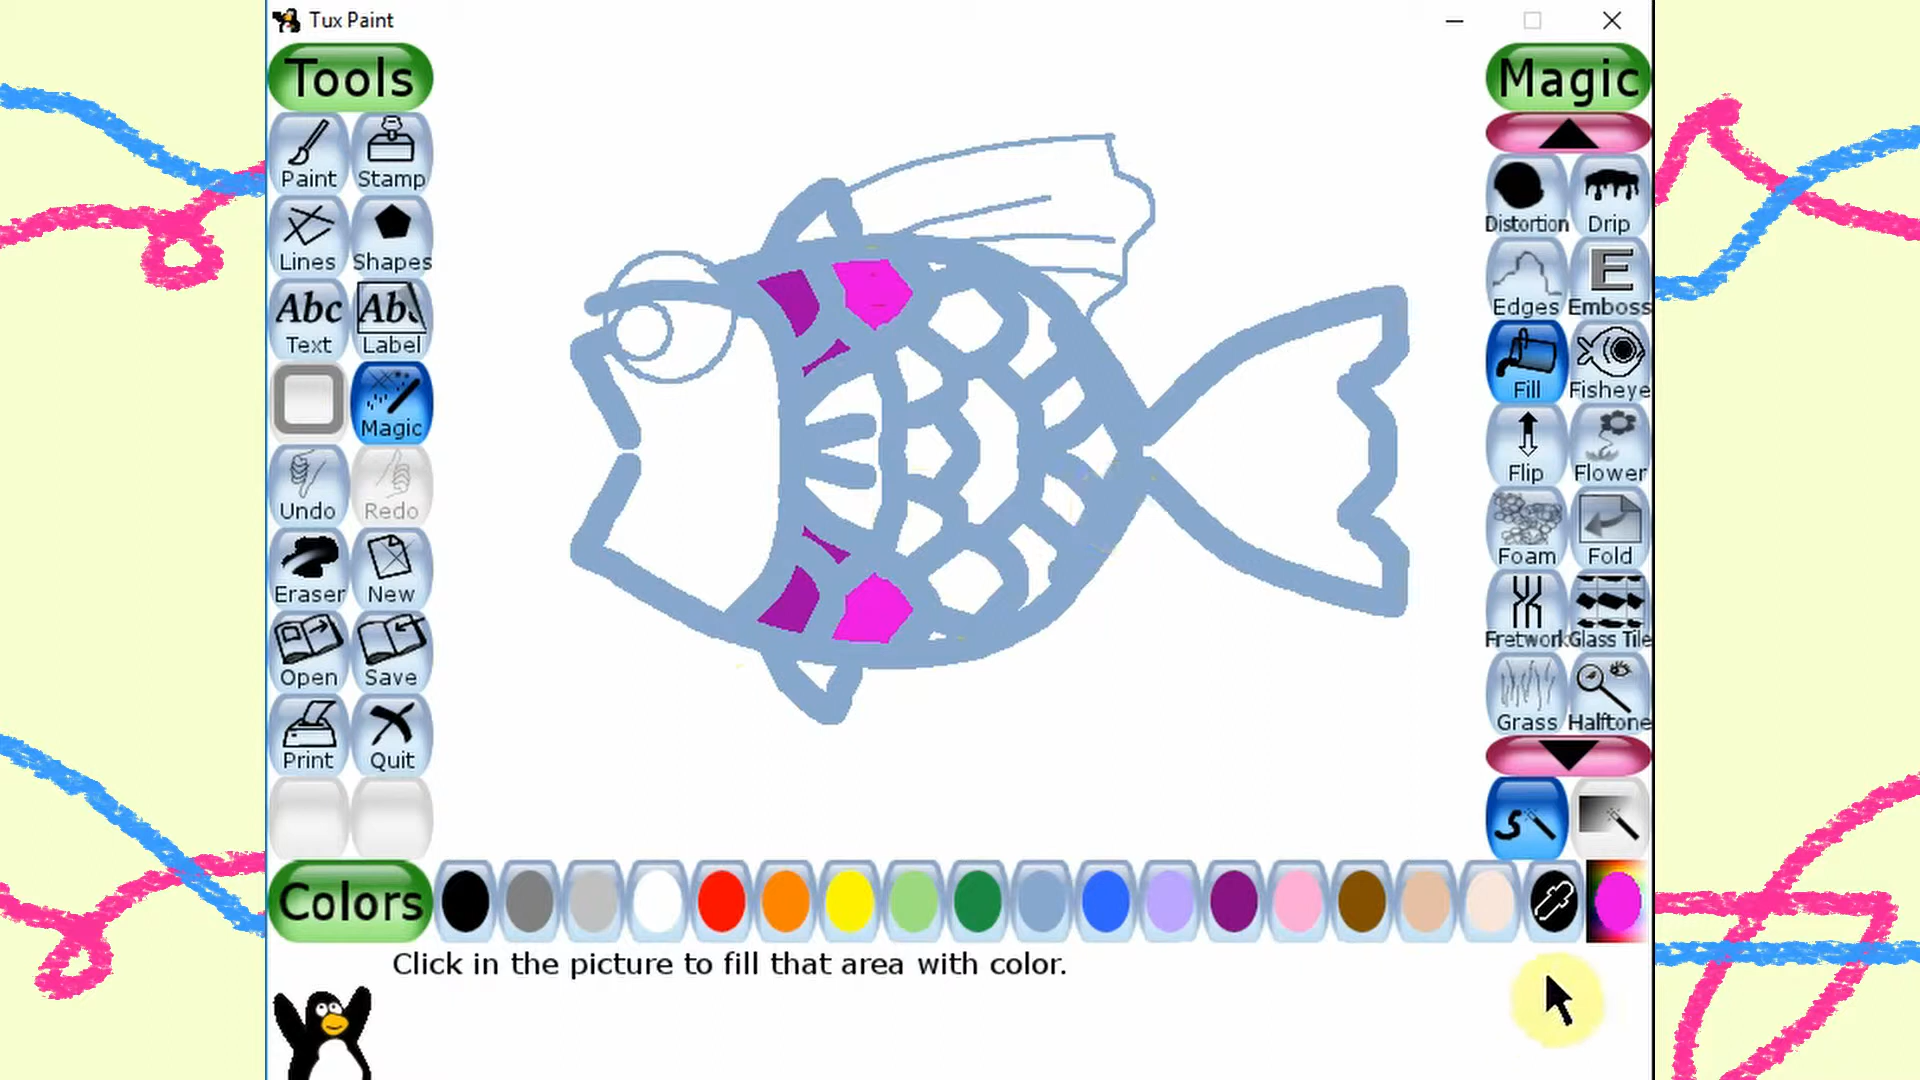 Tux Paint
Tools
Magic
Paint Stamp
Lines Shapes
Abc Abc
Text Label
Magic
Undo Redo
Eraser New
Open Save
Print Quit
Distortion Drip
E
Edges Emboss
Fill Fisheye
Flip Flower
Foam Fold
Fretwork Glass Tile
Grass Halftone
Colors
Click in the picture to fill that area with color.